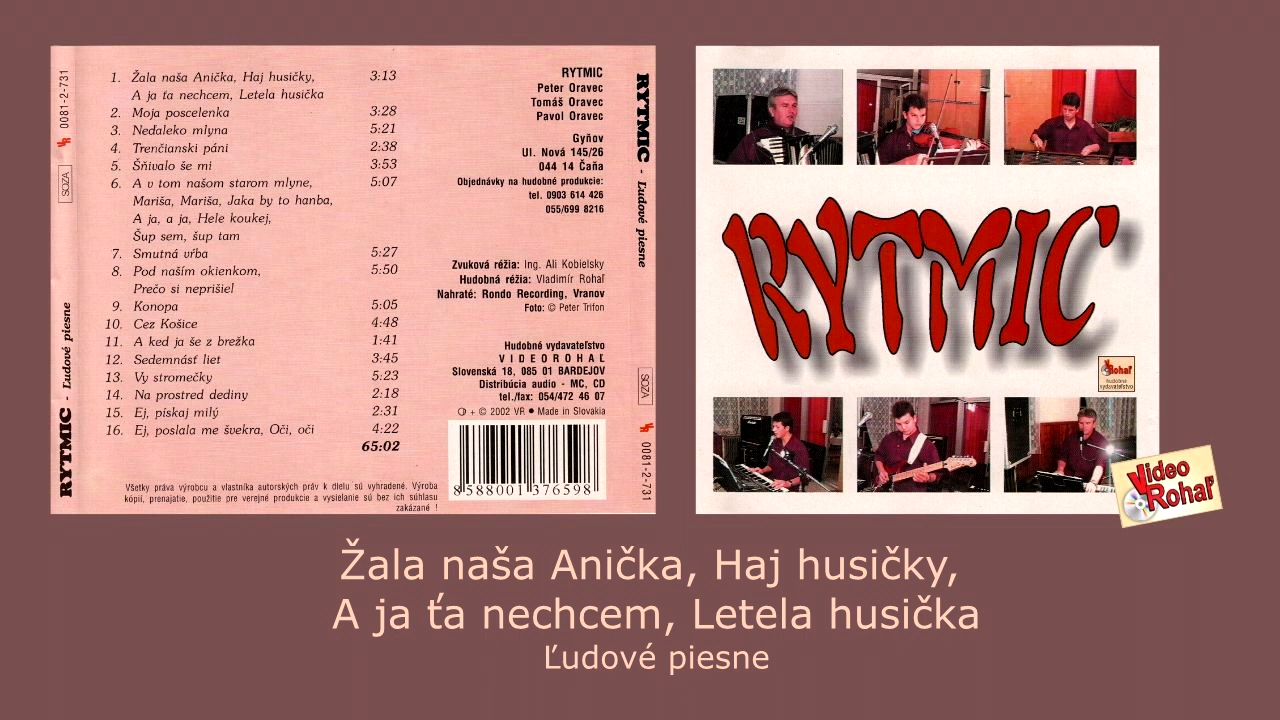 0081-2-731
SOZA
RYTMIC - Ľudové piesne
1. Žala naša Anička, Haj husičky, 3:13
A ja ťa nechcem, Letela husička
2. Moja poscelenka 3:28
3. Nedaleko mlyna 5:21
4. Trenčianski páni 2:38
5. Šňivalo še mi 3:53
6. A v tom našom starom mlyne, 5:07
Mariša, Mariša, Jaka by to hanba,
A ja, a ja, Hele koukej,
Šup sem, šup tam
7. Smutná vŕba 5:27
8. Pod naším okienkom, 5:50
Prečo si neprišiel
9. Konopa 5:05
10. Cez Košice 4:48
11. A ked ja še z brežka 1:41
12. Sedemnásť liet 3:45
13. Vy stromečky 5:23
14. Na prostred dediny 2:18
15. Ej, piskaj milý 2:31
16. Ej, poslala me švekra, Oči, oči 4:22
65:02
Všetky práva výrobcu a vlastníka autorských práv k dielu sú vyhradené. Výroba
kópií, prenajatie, použitie pre verejné produkcie a vysielanie sú bez ich súhlasu
zakázané !
RYTMIC
Peter Oravec
Tomáš Oravec
Pavol Oravec
Gyňov
Ul. Nová 145/26
044 14 Čaňa
Objednávky na hudobné produkcie:
tel. 0903 614 426
055/699 8216
Zvuková réžia: Ing. Ali Kobielsky
Hudobná réžia: Vladimír Rohaľ
Nahraté: Rondo Recording, Vranov
Foto: © Peter Trifon
Hudobné vydavateľstvo
VIDEOROHAĽ
Slovenská 18, 085 01 BARDEJOV
Distribúcia audio - MC, CD
tel./fax: 054/472 46 07
℗ + © 2002 VR ● Made in Slovakia
8 588001 376598
RYTMIC - Ľudové piesne
SOZA
0081-2-731
RYTMIC
Rohaľ
hudobné
vydavateľstvo
Video
Rohaľ
Žala naša Anička, Haj husičky,
A ja ťa nechcem, Letela husička
Ľudové piesne